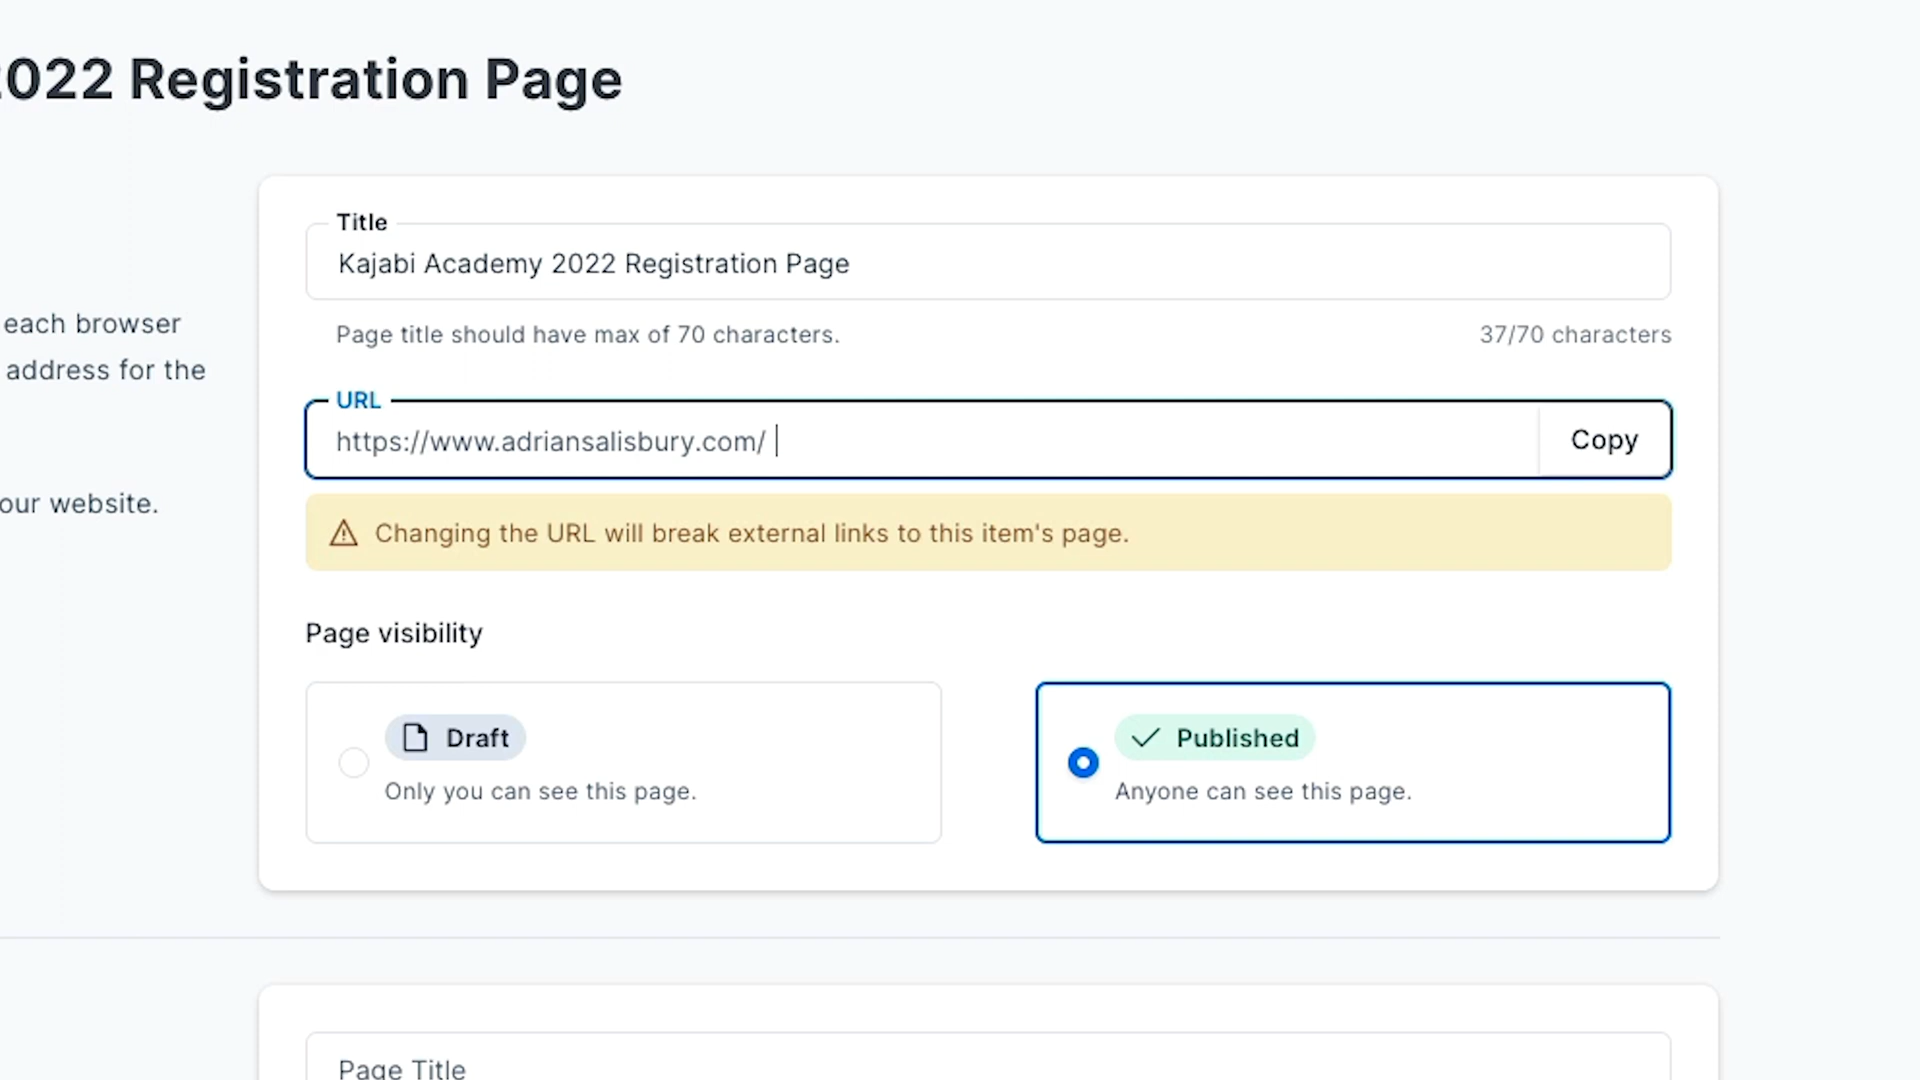 2022 Registration Page
Title
Kajabi Academy 2022 Registration Page
Page title should have max of 70 characters.
37/70 characters
each browser
address for the
URL
https://www.adriansalisbury.com/
Copy
our website.
Changing the URL will break external links to this item's page.
Page visibility
Draft
Only you can see this page.
Published
Anyone can see this page.
Page Title